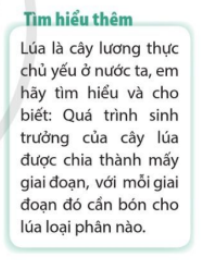 Tìm hiểu thêm
Lúa là cây lương thực
chủ yếu ở nước ta, em
hãy tìm hiểu và cho
biết: Quá trình sinh
trưởng của cây lúa
được chia thành mấy
giai đoạn, với mỗi giai
đoạn đó cần bón cho
lúa loại phân nào.